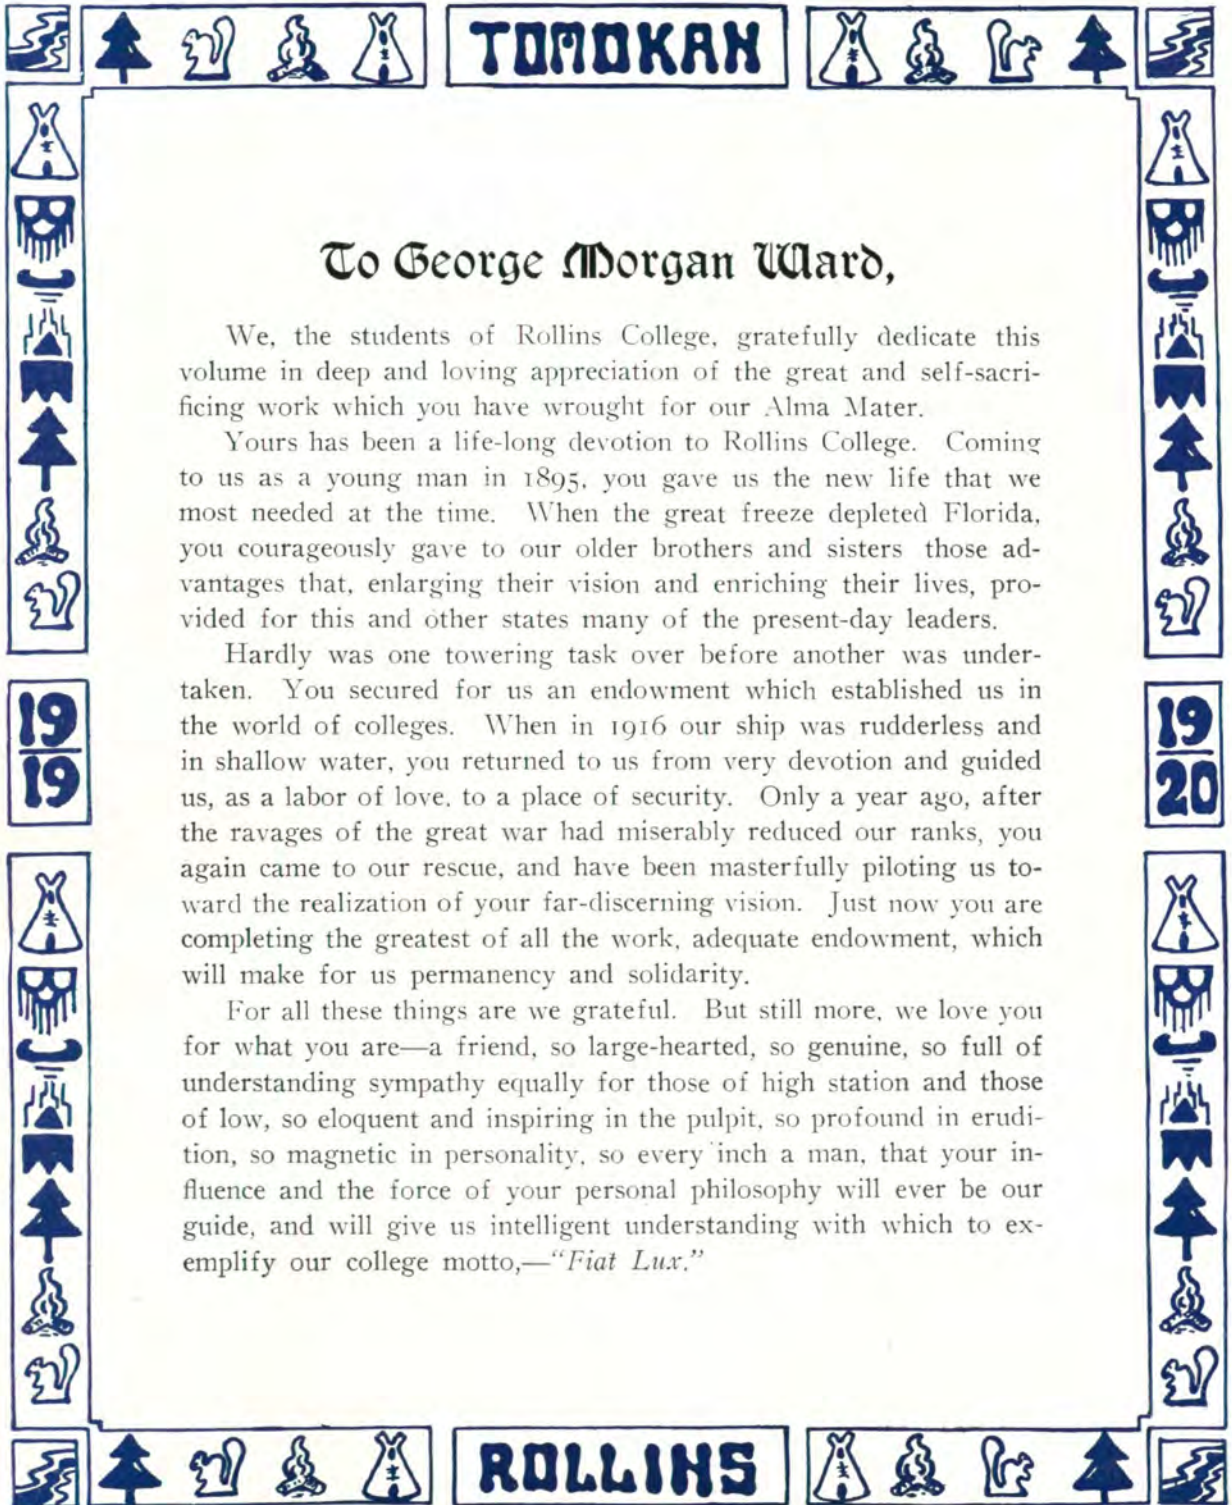 TOMOKAN
To George Morgan Ward,
We, the students of Rollins College, gratefully dedicate this
volume in deep and loving appreciation of the great and self-sacri-
ficing work which you have wrought for our Alma Mater.
Yours has been a life-long devotion to Rollins College. Coming
to us as a young man in 1895, you gave us the new life that we
most needed at the time. When the great freeze depleted Florida,
you courageously gave to our older brothers and sisters those ad-
vantages that, enlarging their vision and enriching their lives, pro-
vided for this and other states many of the present-day leaders.
Hardly was one towering task over before another was under-
taken. You secured for us an endowment which established us in
the world of colleges. When in 1916 our ship was rudderless and
in shallow water, you returned to us from very devotion and guided
us, as a labor of love, to a place of security. Only a year ago, after
the ravages of the great war had miserably reduced our ranks, you
again came to our rescue, and have been masterfully piloting us to-
ward the realization of your far-discerning vision. Just now you are
completing the greatest of all the work, adequate endowment, which
will make for us permanency and solidarity.
For all these things are we grateful. But still more, we love you
for what you are—a friend, so large-hearted, so genuine, so full of
understanding sympathy equally for those of high station and those
of low, so eloquent and inspiring in the pulpit, so profound in erudi-
tion, so magnetic in personality, so every inch a man, that your in-
fluence and the force of your personal philosophy will ever be our
guide, and will give us intelligent understanding with which to ex-
emplify our college motto,—"Fiat Lux."
19
19
19
20
ROLLINS